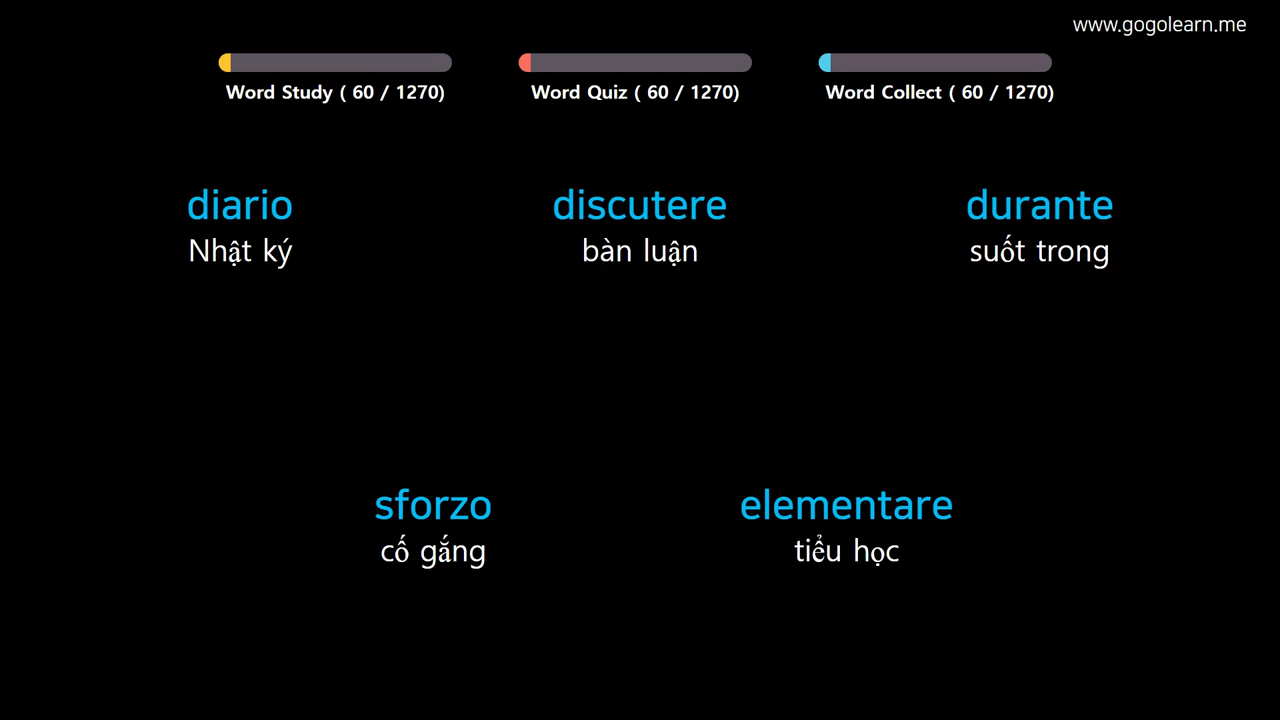 www.gogolearn.me
Word Study ( 60 / 1270)
Word Quiz ( 60 / 1270)
Word Collect ( 60 / 1270)
diario
Nhật ký
discutere
bàn luận
durante
suốt trong
sforzo
cố gắng
elementare
tiểu học